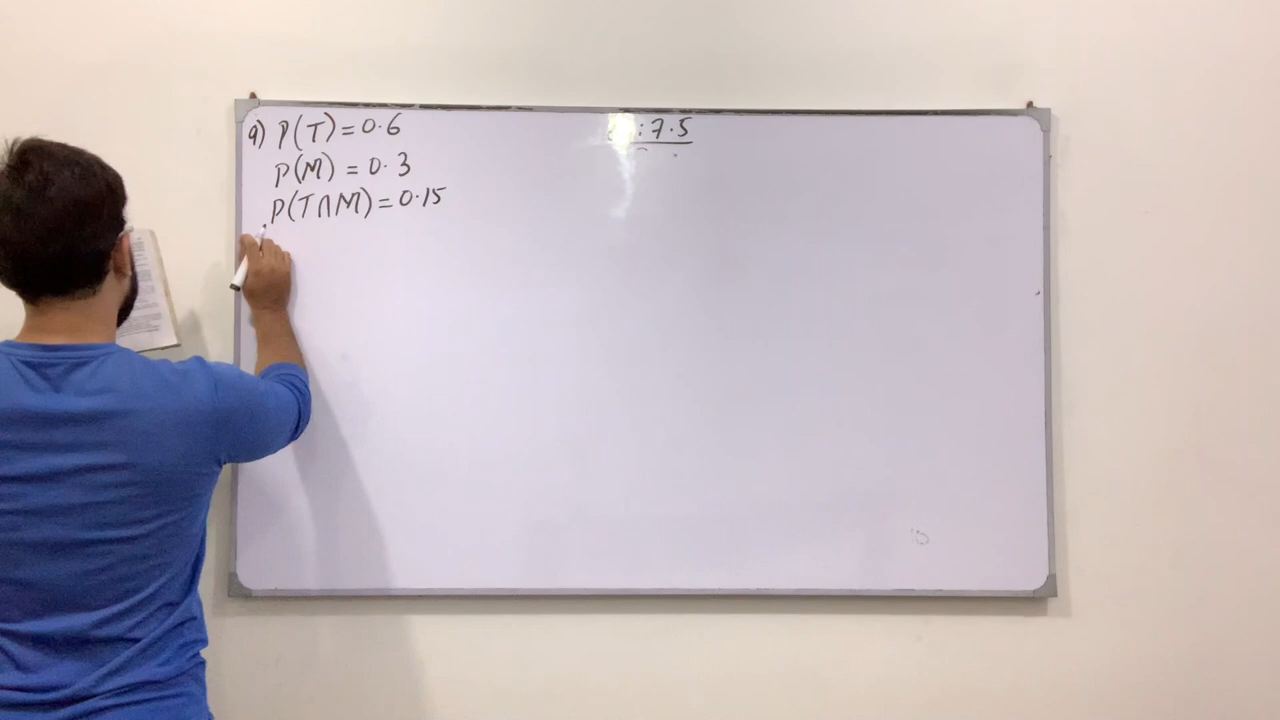 :7.5
a) P(T) = 0.6
P(M) = 0.3
P(T∩M) = 0.15